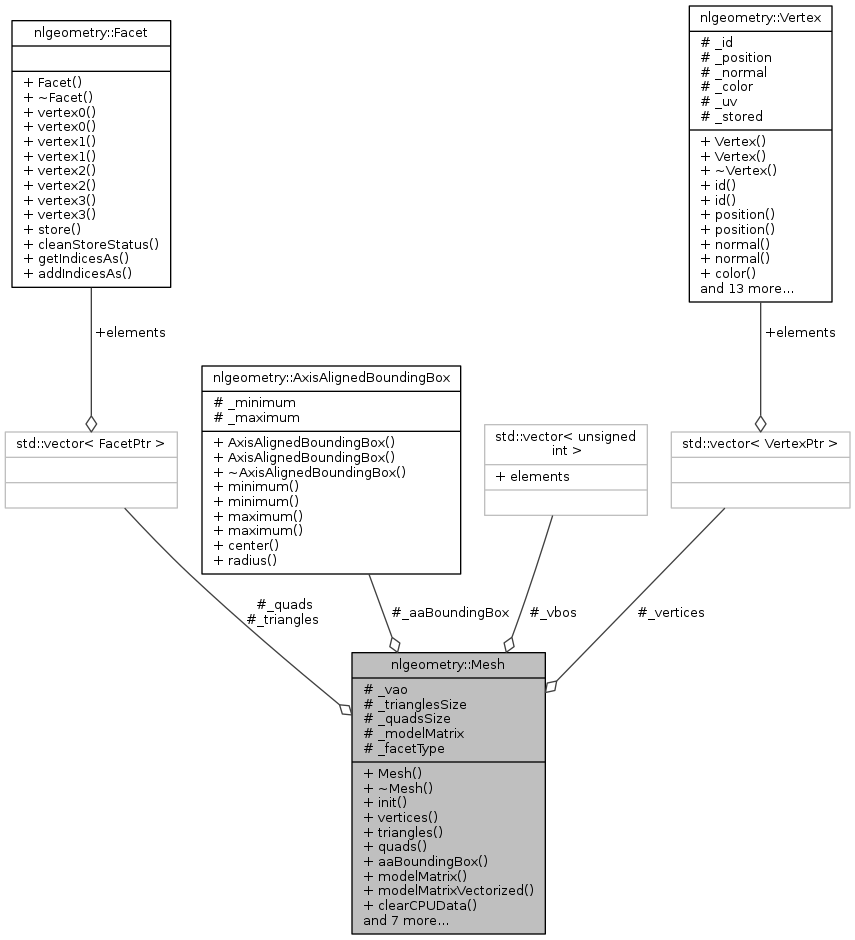 nlgeometry::Facet
+ Facet()
+ ~Facet()
+ vertex0()
+ vertex0()
+ vertex1()
+ vertex1()
+ vertex2()
+ vertex2()
+ vertex3()
+ vertex3()
+ store()
+ cleanStoreStatus()
+ getIndicesAs()
+ addIndicesAs()
nlgeometry::Vertex
# _id
# _position
# _normal
# _color
# _uv
# _stored
+ Vertex()
+ Vertex()
+ ~Vertex()
+ id()
+ id()
+ position()
+ position()
+ normal()
+ normal()
+ color()
and 13 more...
+elements
+elements
nlgeometry::AxisAlignedBoundingBox
# _minimum
# _maximum
+ AxisAlignedBoundingBox()
+ AxisAlignedBoundingBox()
+ ~AxisAlignedBoundingBox()
+ minimum()
+ minimum()
+ maximum()
+ maximum()
+ center()
+ radius()
std::vector< FacetPtr >
std::vector< unsigned
int >
+ elements
std::vector< VertexPtr >
#_quads
#_triangles
#_aaBoundingBox
#_vbos
#_vertices
nlgeometry::Mesh
# _vao
# _trianglesSize
# _quadsSize
# _modelMatrix
# _facetType
+ Mesh()
+ ~Mesh()
+ init()
+ vertices()
+ triangles()
+ quads()
+ aaBoundingBox()
+ modelMatrix()
+ modelMatrixVectorized()
+ clearCPUData()
and 7 more...